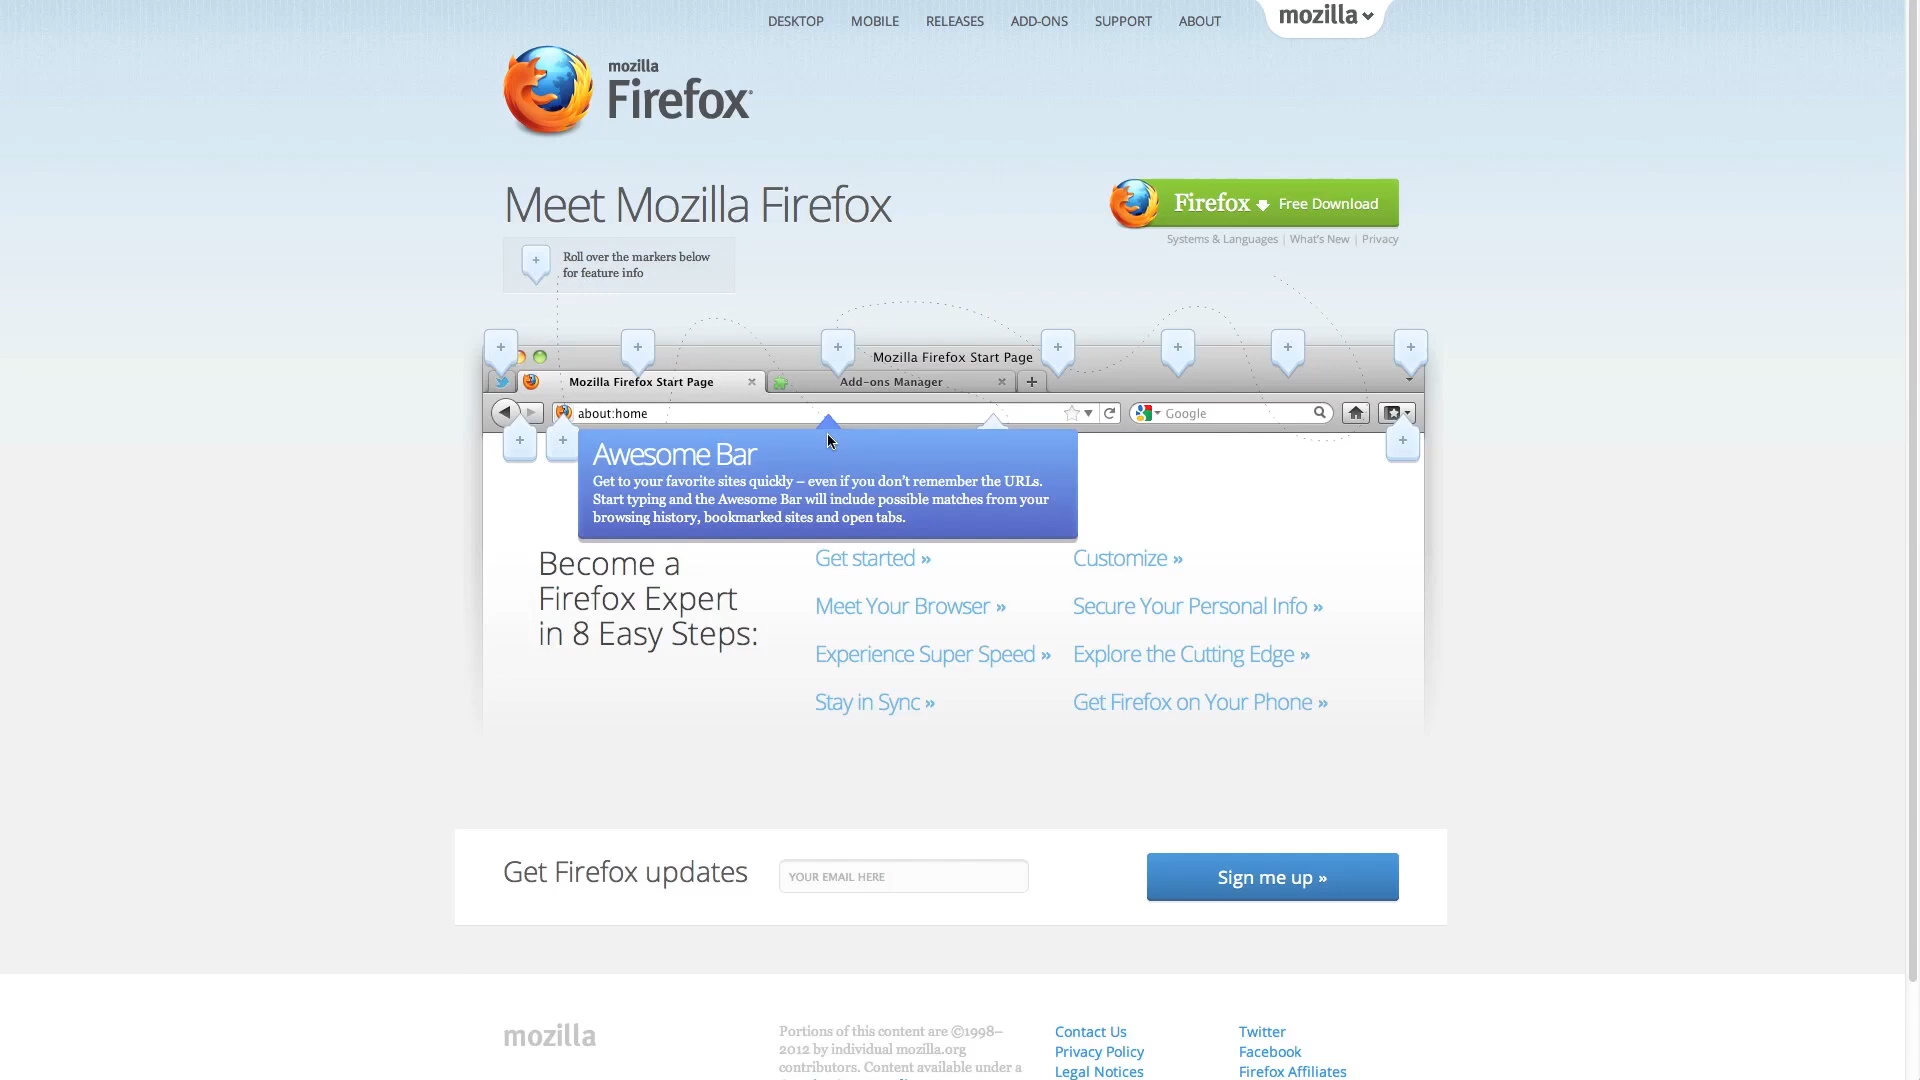 DESKTOP MOBILE RELEASES ADD-ONS SUPPORT ABOUT mozilla
mozilla
Firefox
Meet Mozilla Firefox
Firefox Free Download
Systems & Languages | What's New | Privacy
Roll over the markers below
for feature info
Mozilla Firefox Start Page
Mozilla Firefox Start Page Add-ons Manager
about:home Google
Awesome Bar
Get to your favorite sites quickly – even if you don't remember the URLs.
Start typing and the Awesome Bar will include possible matches from your
browsing history, bookmarked sites and open tabs.
Become a
Firefox Expert
in 8 Easy Steps:
Get started »
Meet Your Browser »
Experience Super Speed »
Stay in Sync »
Customize »
Secure Your Personal Info »
Explore the Cutting Edge »
Get Firefox on Your Phone »
Get Firefox updates YOUR EMAIL HERE Sign me up »
mozilla
Portions of this content are ©1998–
2012 by individual mozilla.org
contributors. Content available under a
Contact Us
Privacy Policy
Legal Notices
Twitter
Facebook
Firefox Affiliates